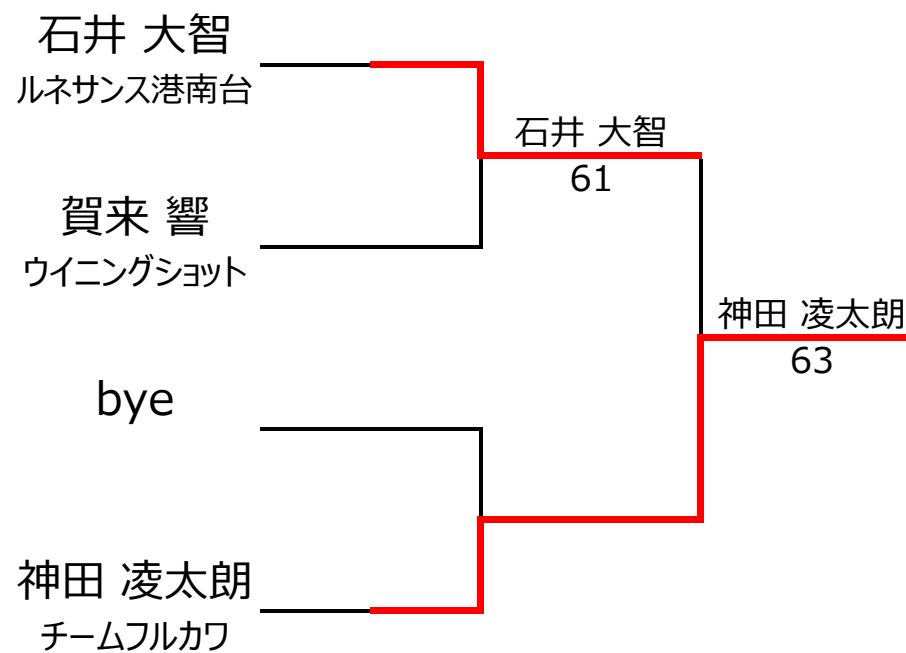 石井 大智
ルネサンス港南台
石井 大智
61
賀来 響
ウイニングショット
神田 凌太朗
63
bye
神田 凌太朗
チームフルカワ